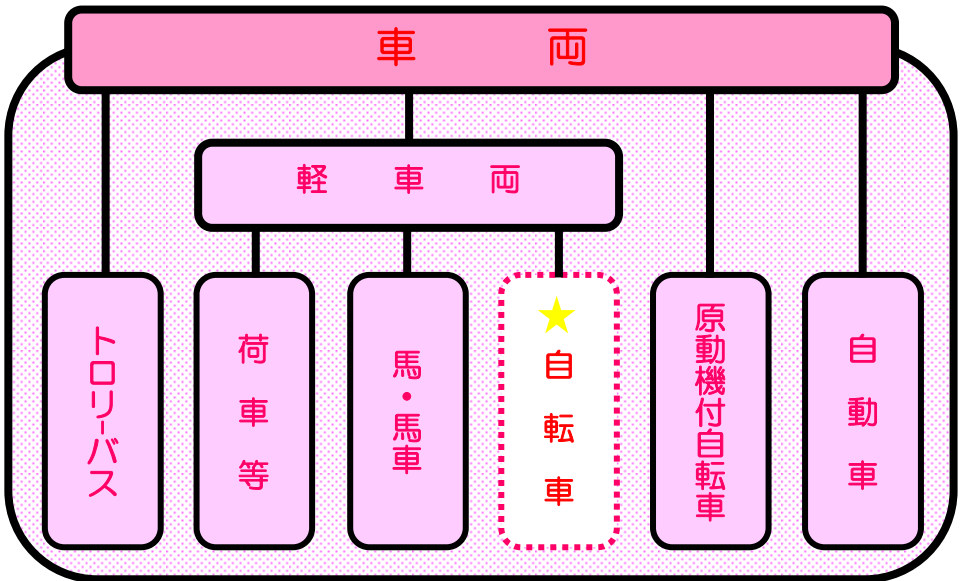 車両
軽車両
トロリーバス
荷車等
馬・馬車
★自転車
原動機付自転車
自動車